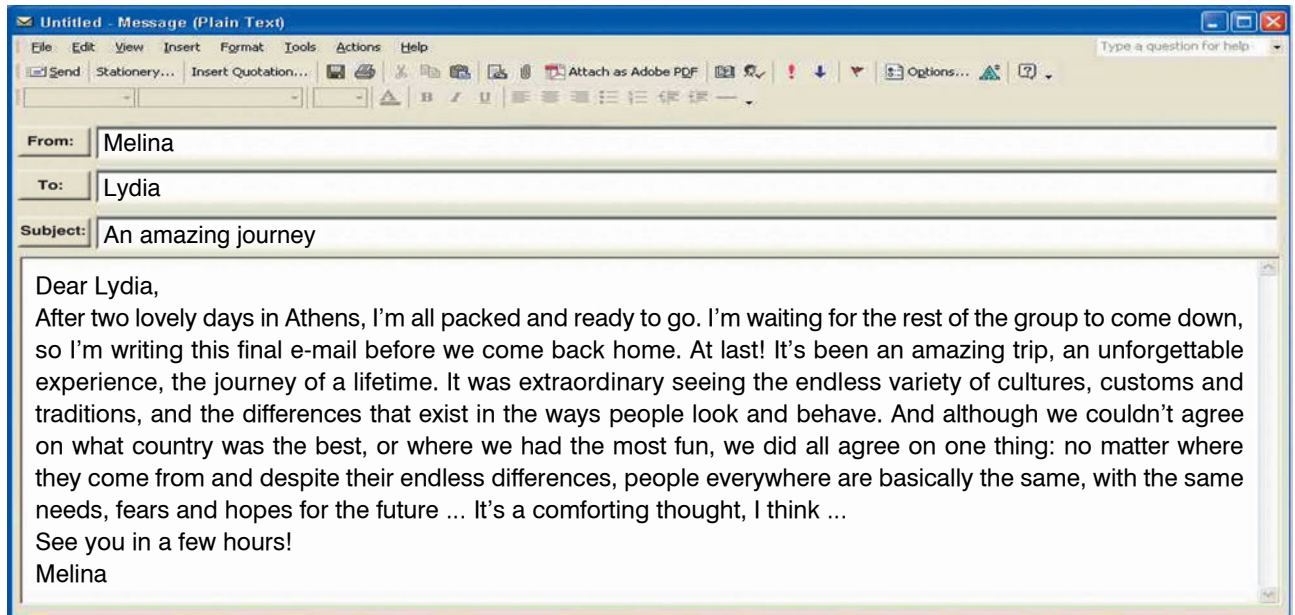 Untitled - Message (Plain Text)
File Edit View Insert Format Tools Actions Help
Type a question for help
Send Stationery... Insert Quotation... Attach as Adobe PDF Options...
A B I U
From: Melina
To: Lydia
Subject: An amazing journey
Dear Lydia,
After two lovely days in Athens, I'm all packed and ready to go. I'm waiting for the rest of the group to come down,
so I'm writing this final e-mail before we come back home. At last! It's been an amazing trip, an unforgettable
experience, the journey of a lifetime. It was extraordinary seeing the endless variety of cultures, customs and
traditions, and the differences that exist in the ways people look and behave. And although we couldn't agree
on what country was the best, or where we had the most fun, we did all agree on one thing: no matter where
they come from and despite their endless differences, people everywhere are basically the same, with the same
needs, fears and hopes for the future ... It's a comforting thought, I think ...
See you in a few hours!
Melina